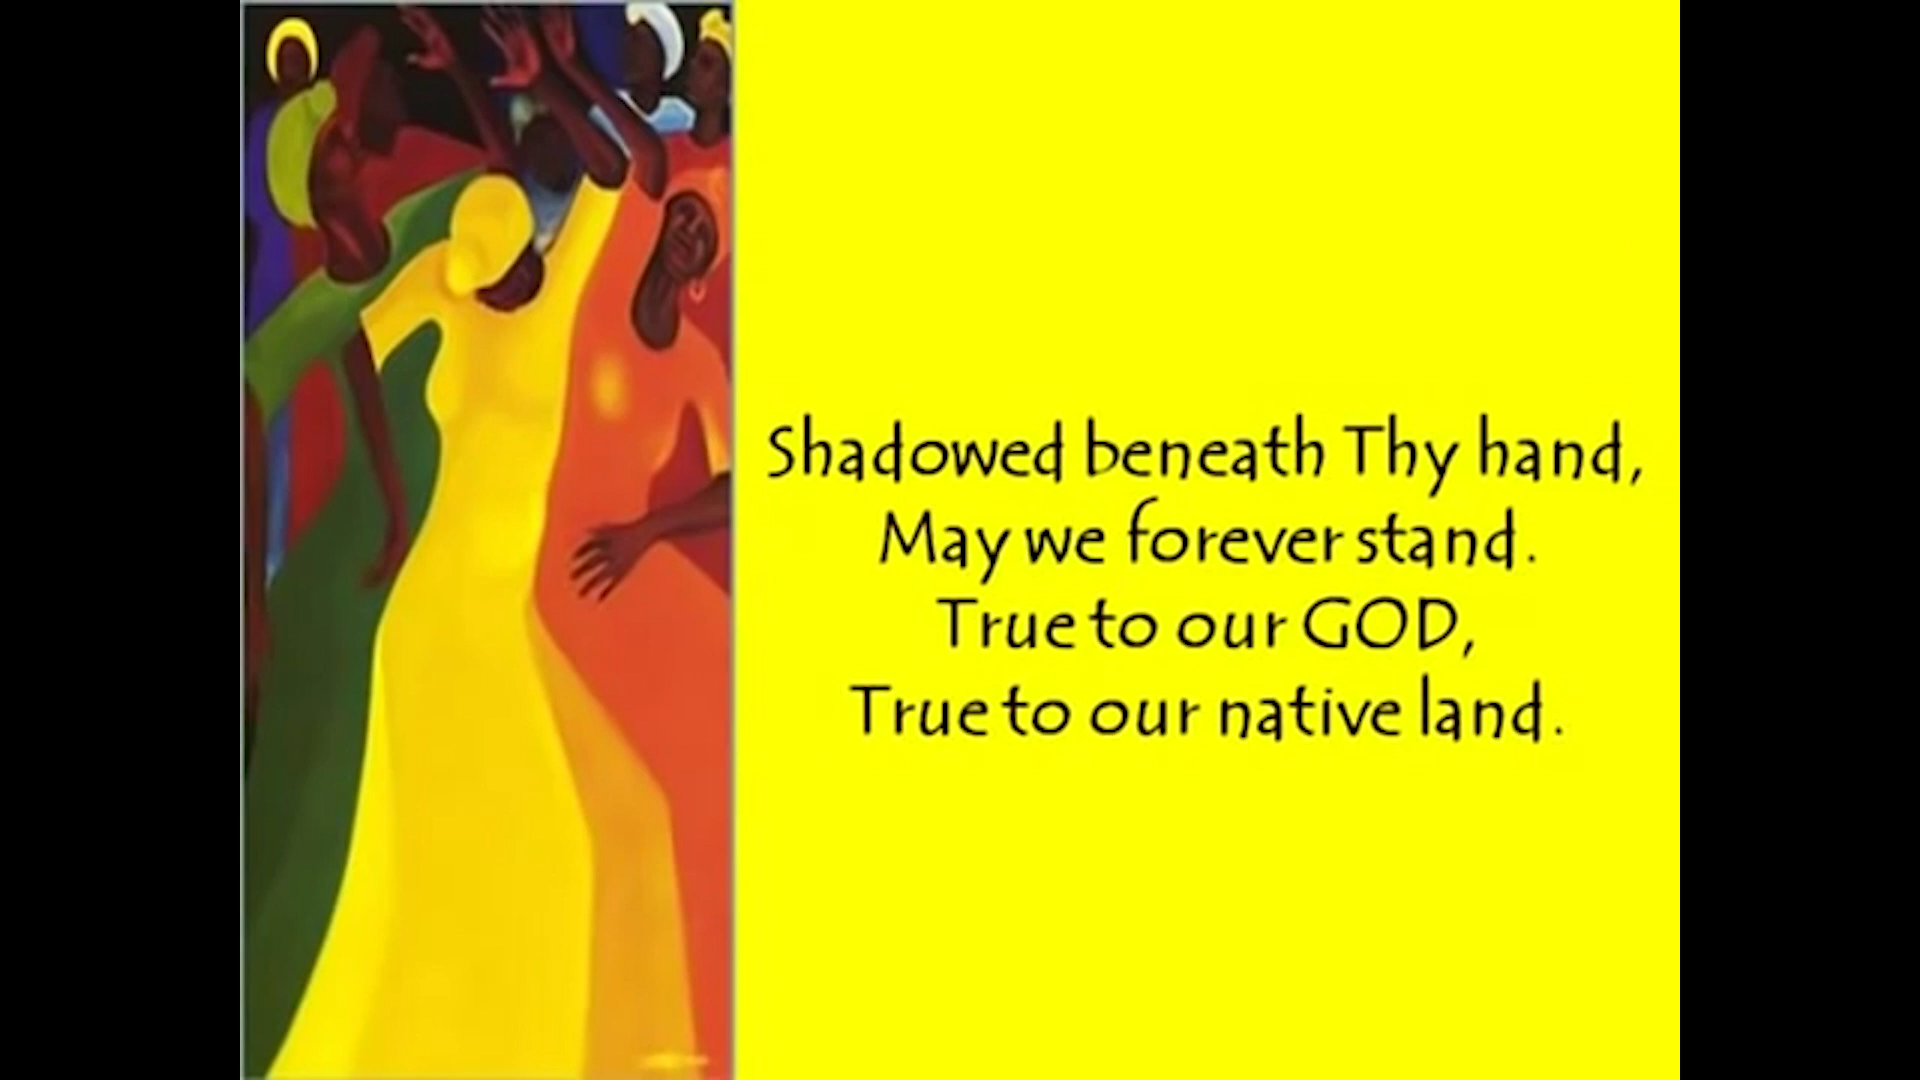 Shadowed beneath Thy hand,
May we forever stand.
True to our GOD,
True to our native land.